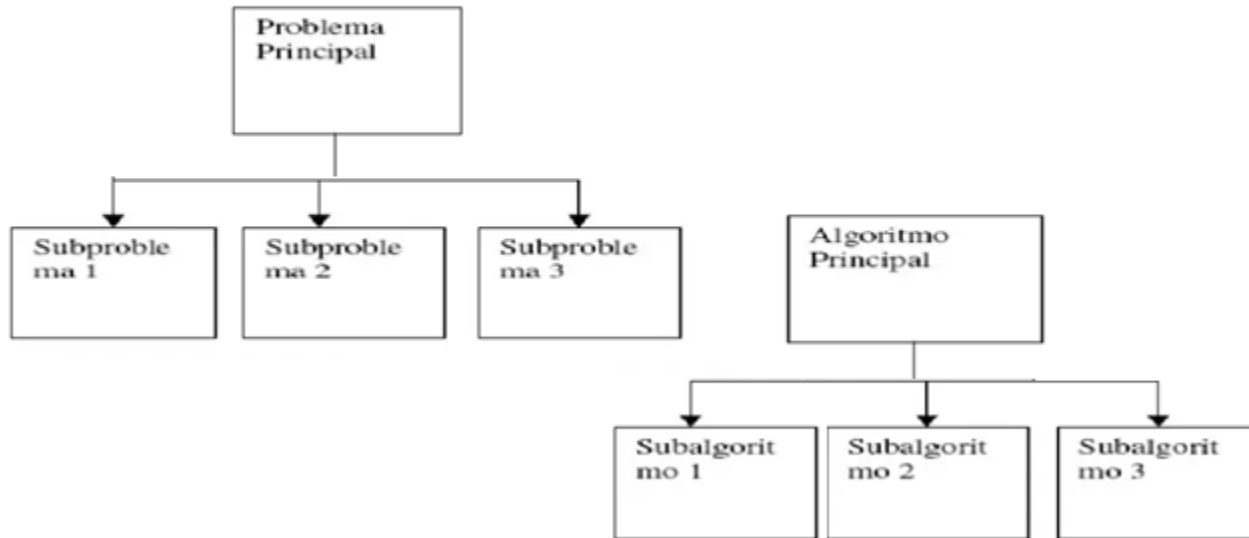 Problema
Principal
Subproble
ma 1
Subproble
ma 2
Subproble
ma 3
Algoritmo
Principal
Subalgorit
mo 1
Subalgorit
mo 2
Subalgorit
mo 3